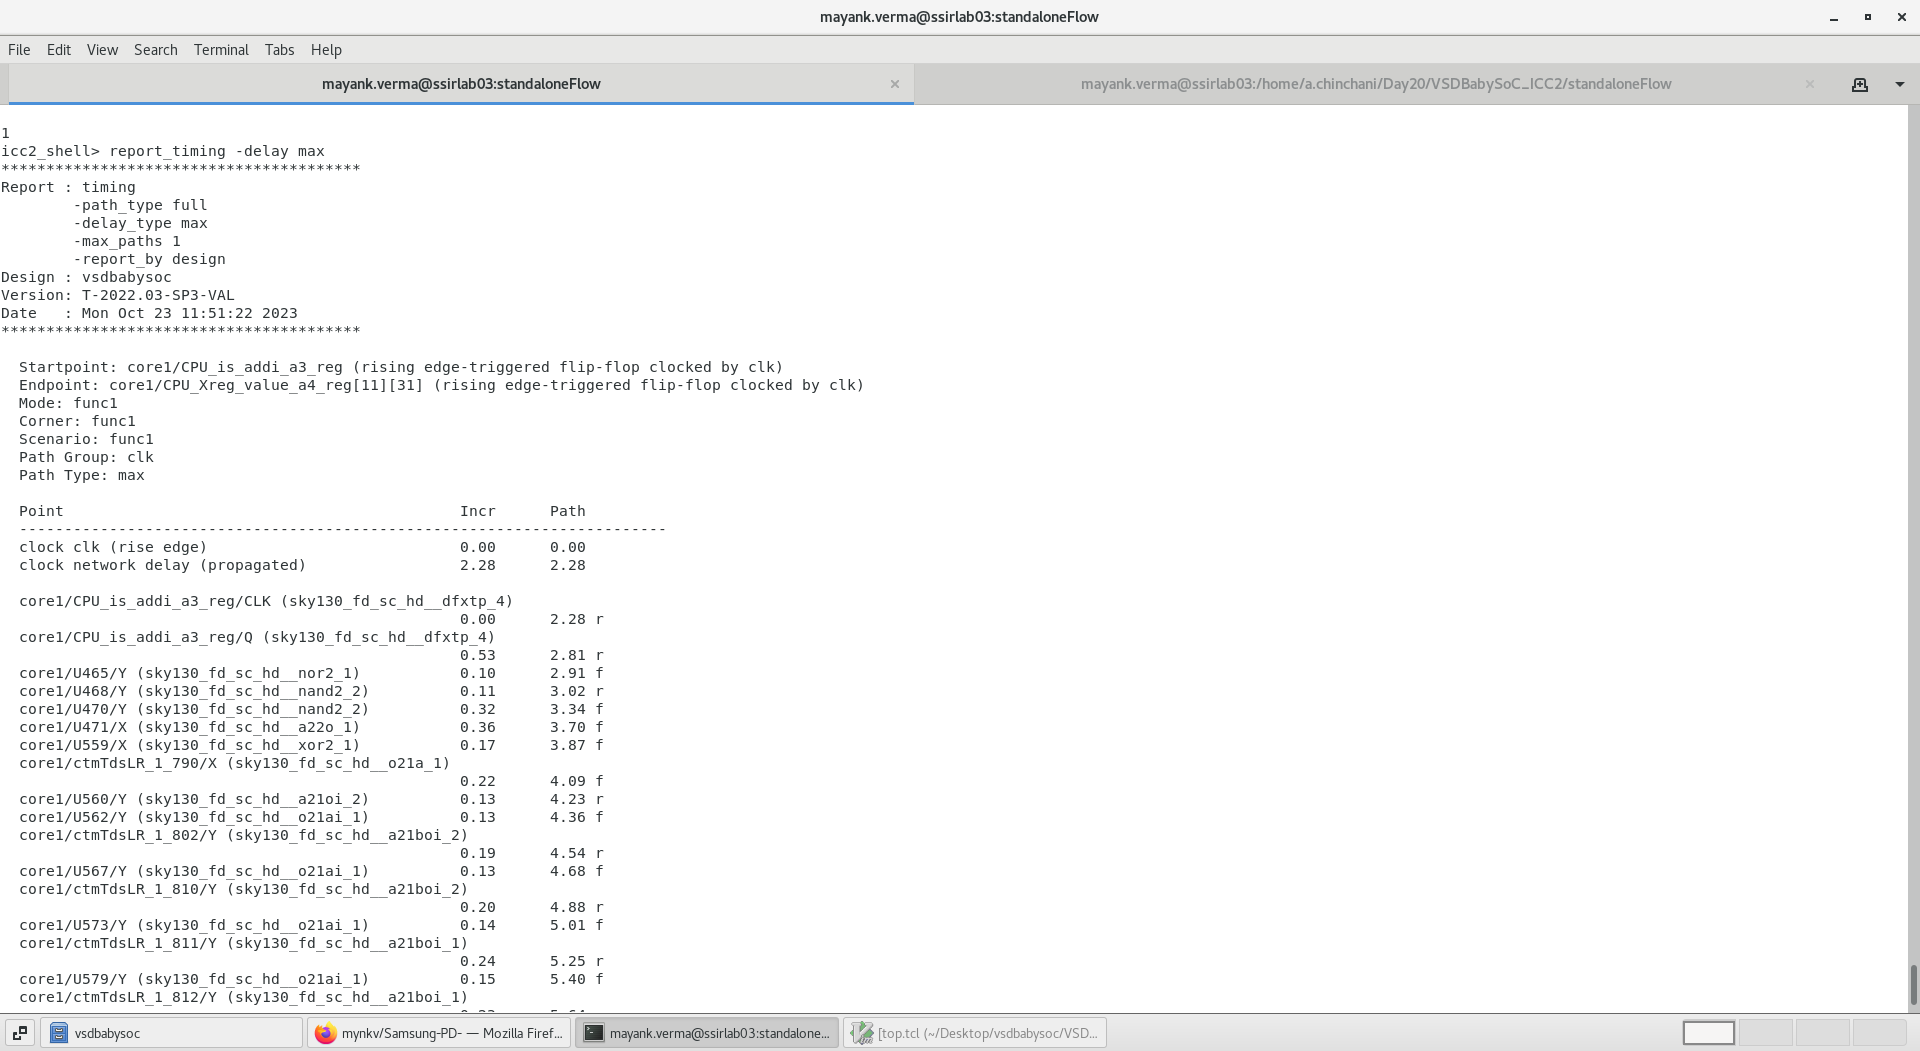 mayank.verma@ssirlab03:standaloneFlow
File Edit View Search Terminal Tabs Help
mayank.verma@ssirlab03:standaloneFlow
mayank.verma@ssirlab03:/home/a.chinchani/Day20/VSDBabySoC_ICC2/standaloneFlow
1
icc2_shell> report_timing -delay max
****************************************
Report : timing
-path_type full
-delay_type max
-max_paths 1
-report_by design
Design : vsdbabysoc
Version: T-2022.03-SP3-VAL
Date   : Mon Oct 23 11:51:22 2023
****************************************
Startpoint: core1/CPU_is_addi_a3_reg (rising edge-triggered flip-flop clocked by clk)
Endpoint: core1/CPU_Xreg_value_a4_reg[11][31] (rising edge-triggered flip-flop clocked by clk)
Mode: func1
Corner: func1
Scenario: func1
Path Group: clk
Path Type: max
Point Incr Path
------------------------------------------------------------------------
clock clk (rise edge) 0.00 0.00
clock network delay (propagated) 2.28 2.28
core1/CPU_is_addi_a3_reg/CLK (sky130_fd_sc_hd__dfxtp_4)
0.00 2.28 r
core1/CPU_is_addi_a3_reg/Q (sky130_fd_sc_hd__dfxtp_4)
0.53 2.81 r
core1/U465/Y (sky130_fd_sc_hd__nor2_1) 0.10 2.91 f
core1/U468/Y (sky130_fd_sc_hd__nand2_2) 0.11 3.02 r
core1/U470/Y (sky130_fd_sc_hd__nand2_2) 0.32 3.34 f
core1/U471/X (sky130_fd_sc_hd__a22o_1) 0.36 3.70 f
core1/U559/X (sky130_fd_sc_hd__xor2_1) 0.17 3.87 f
core1/ctmTdsLR_1_790/X (sky130_fd_sc_hd__o21a_1)
0.22 4.09 f
core1/U560/Y (sky130_fd_sc_hd__a21oi_2) 0.13 4.23 r
core1/U562/Y (sky130_fd_sc_hd__o21ai_1) 0.13 4.36 f
core1/ctmTdsLR_1_802/Y (sky130_fd_sc_hd__a21boi_2)
0.19 4.54 r
core1/U567/Y (sky130_fd_sc_hd__o21ai_1) 0.13 4.68 f
core1/ctmTdsLR_1_810/Y (sky130_fd_sc_hd__a21boi_2)
0.20 4.88 r
core1/U573/Y (sky130_fd_sc_hd__o21ai_1) 0.14 5.01 f
core1/ctmTdsLR_1_811/Y (sky130_fd_sc_hd__a21boi_1)
0.24 5.25 r
core1/U579/Y (sky130_fd_sc_hd__o21ai_1) 0.15 5.40 f
core1/ctmTdsLR_1_812/Y (sky130_fd_sc_hd__a21boi_1)
vsdbabysoc
mynkv/Samsung-PD- — Mozilla Firef...
mayank.verma@ssirlab03:standalone...
[top.tcl (~/Desktop/vsdbabysoc/VSD...